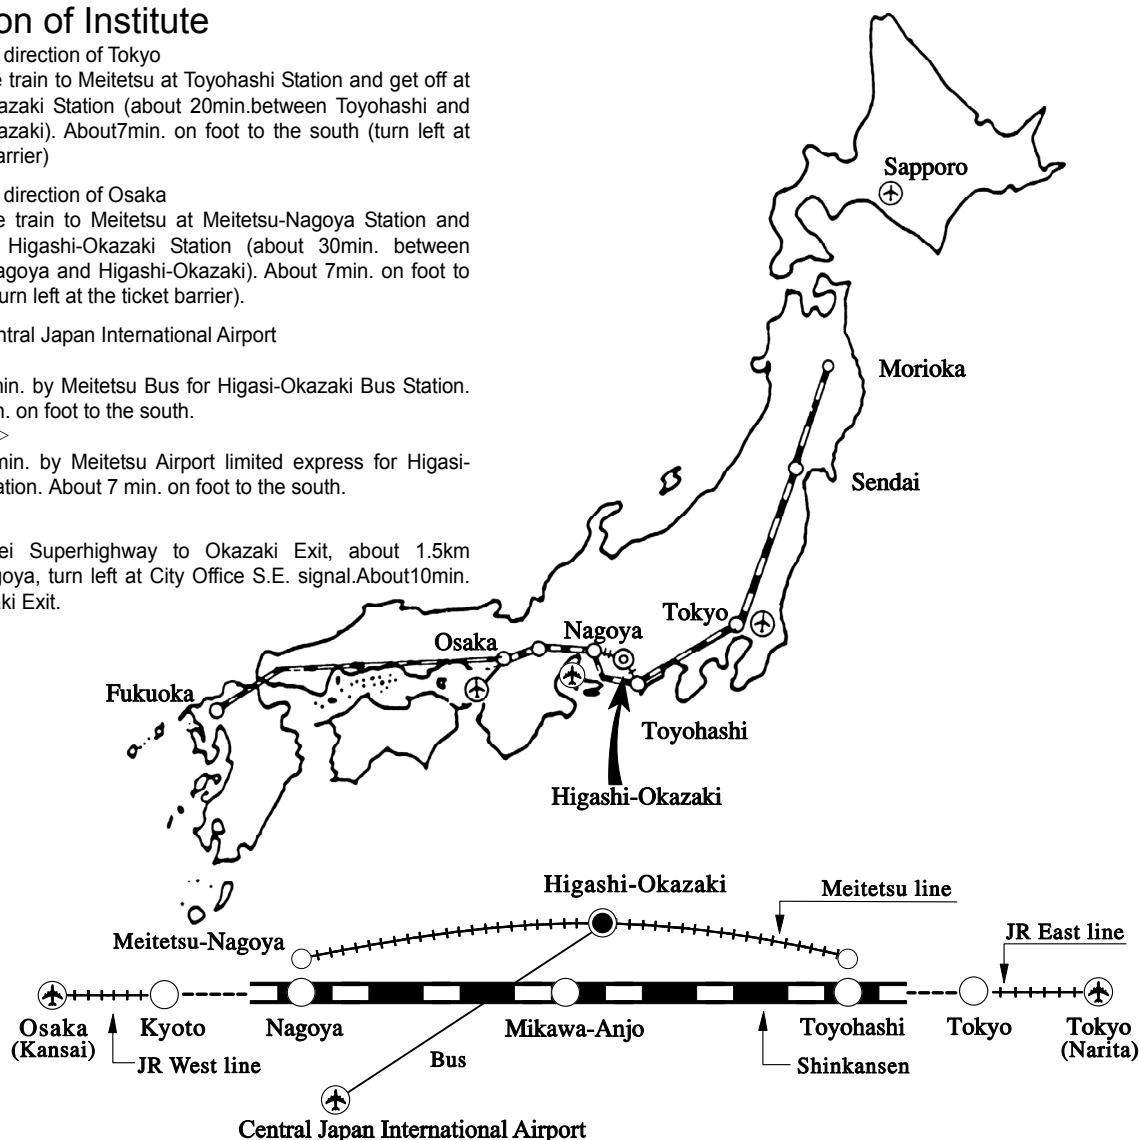 on of Institute
direction of Tokyo
e train to Meitetsu at Toyohashi Station and get off at
azaki Station (about 20min.between Toyohashi and
azaki). About7min. on foot to the south (turn left at
arrier)
direction of Osaka
e train to Meitetsu at Meitetsu-Nagoya Station and
Higashi-Okazaki Station (about 30min. between
agoya and Higashi-Okazaki). About 7min. on foot to
urn left at the ticket barrier).
ntral Japan International Airport
min. by Meitetsu Bus for Higasi-Okazaki Bus Station.
n. on foot to the south.
>
min. by Meitetsu Airport limited express for Higasi-
ation. About 7 min. on foot to the south.
ei Superhighway to Okazaki Exit, about 1.5km
goya, turn left at City Office S.E. signal.About10min.
aki Exit.
Sapporo
Morioka
Sendai
Tokyo
Nagoya
Osaka
Fukuoka
Toyohashi
Higashi-Okazaki
Higashi-Okazaki
Meitetsu line
Meitetsu-Nagoya
JR East line
Osaka
(Kansai)
Kyoto
Nagoya
Mikawa-Anjo
Toyohashi
Tokyo
Tokyo
(Narita)
JR West line
Bus
Shinkansen
Central Japan International Airport